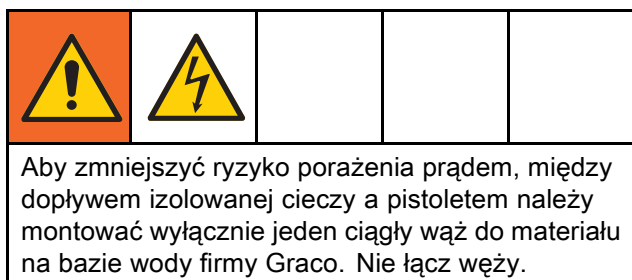 Aby zmniejszyć ryzyko porażenia prądem, między
dopływem izolowanej cieczy a pistoletem należy
montować wyłącznie jeden ciągły wąż do materiału
na bazie wody firmy Graco. Nie łącz węży.